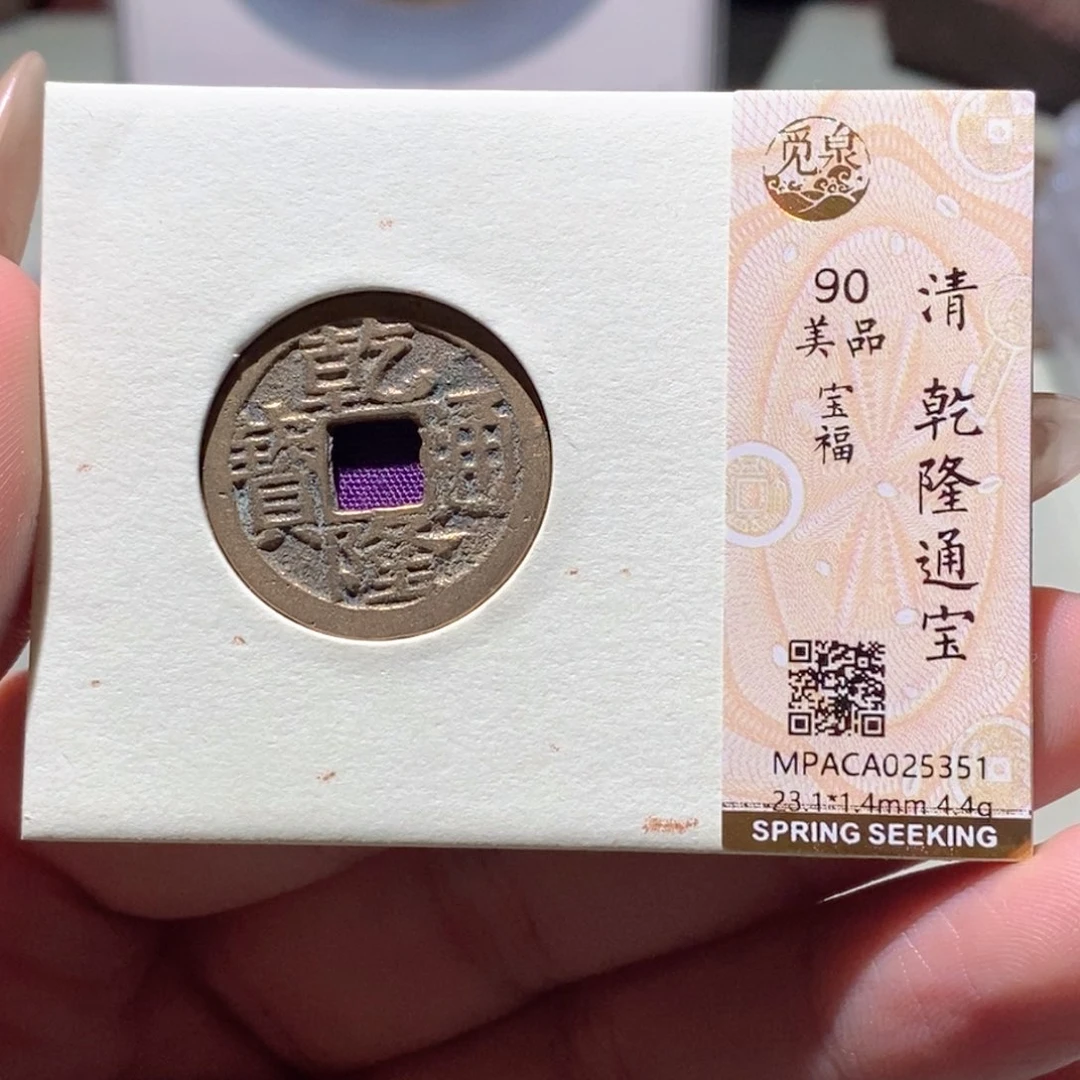 乾隆通寶
觅泉
清 乾隆通宝
90
美品
宝福
MPACA025351
23.1*1.4mm 4.4g
SPRING SEEKING